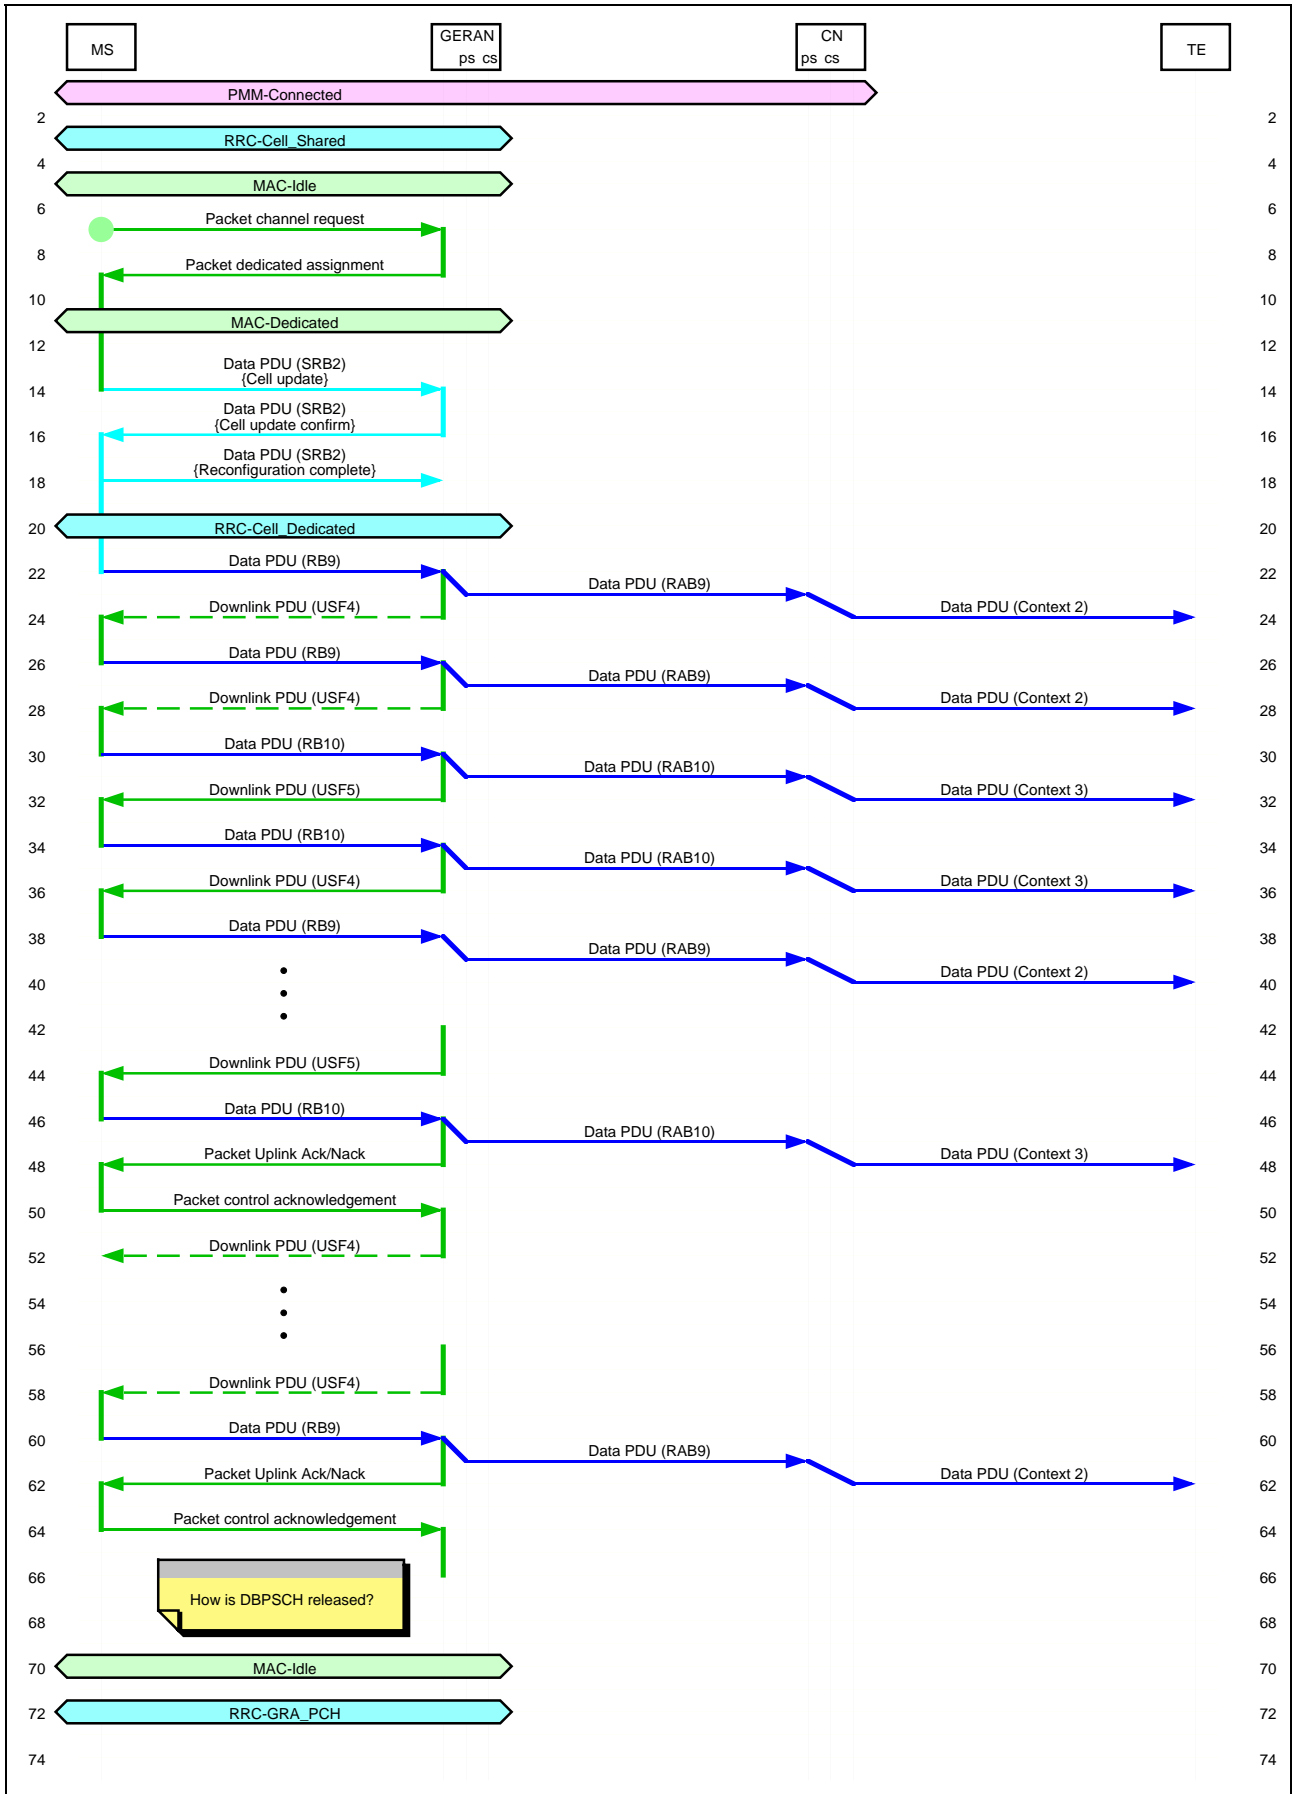 MS
GERAN
ps cs
CN
ps cs
TE
PMM-Connected
2 2
RRC-Cell_Shared
4 4
MAC-Idle
6 6
Packet channel request
8 8
Packet dedicated assignment
10 10
MAC-Dedicated
12 12
Data PDU (SRB2)
{Cell update}
14 14
Data PDU (SRB2)
{Cell update confirm}
16 16
Data PDU (SRB2)
{Reconfiguration complete}
18 18
20 RRC-Cell_Dedicated 20
Data PDU (RB9)
22 Data PDU (RAB9) 22
Downlink PDU (USF4) Data PDU (Context 2)
24 24
Data PDU (RB9)
26 26
Data PDU (RAB9)
Downlink PDU (USF4) Data PDU (Context 2)
28 28
Data PDU (RB10)
30 30
Data PDU (RAB10)
Downlink PDU (USF5) Data PDU (Context 3)
32 32
Data PDU (RB10)
34 34
Data PDU (RAB10)
Downlink PDU (USF4) Data PDU (Context 3)
36 36
Data PDU (RB9)
38 38
Data PDU (RAB9)
Data PDU (Context 2)
40 40
42 42
Downlink PDU (USF5)
44 44
Data PDU (RB10)
46 46
Data PDU (RAB10)
Packet Uplink Ack/Nack Data PDU (Context 3)
48 48
Packet control acknowledgement
50 50
Downlink PDU (USF4)
52 52
54 54
56 56
Downlink PDU (USF4)
58 58
Data PDU (RB9)
60 60
Data PDU (RAB9)
Packet Uplink Ack/Nack Data PDU (Context 2)
62 62
Packet control acknowledgement
64 64
66 66
How is DBPSCH released?
68 68
70 MAC-Idle 70
72 RRC-GRA_PCH 72
74 74